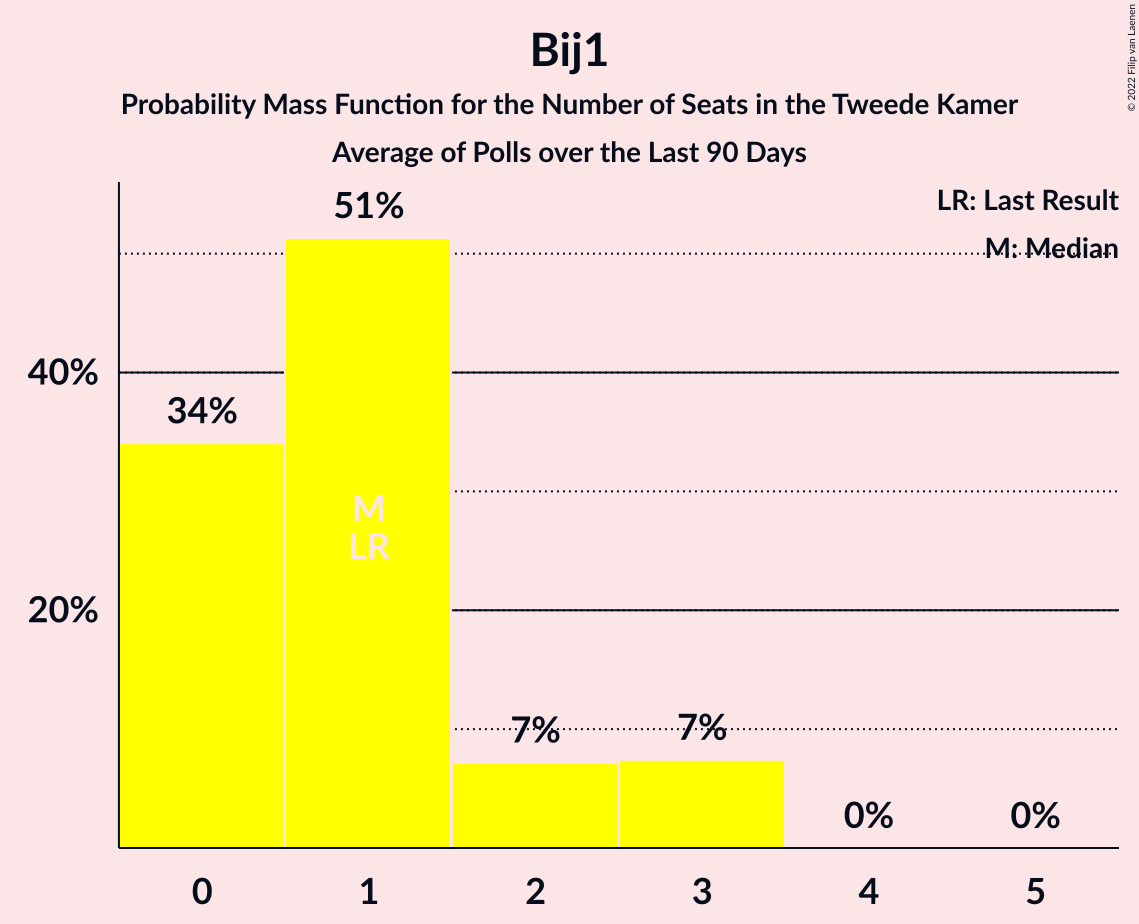 Bij1
Probability Mass Function for the Number of Seats in the Tweede Kamer
Average of Polls over the Last 90 Days
© 2022 Filip van Laenen
LR: Last Result
M: Median
51%
40%
34%
M
LR
20%
7%
7%
0%
0%
0
1
2
3
4
5